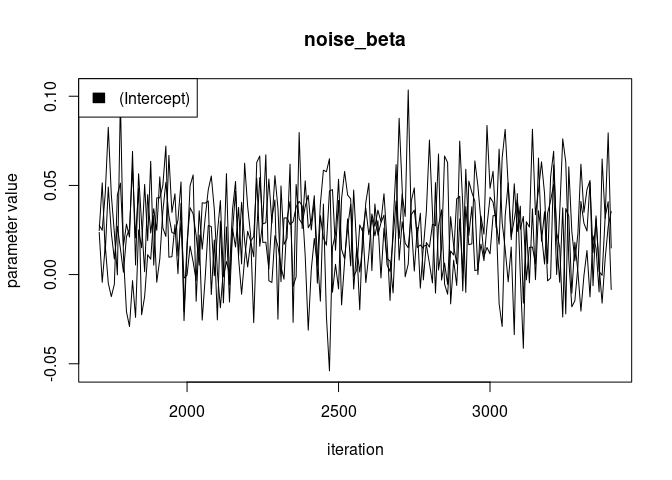 noise_beta
(Intercept)
parameter value
0.10
0.05
0.00
-0.05
2000 2500 3000
iteration